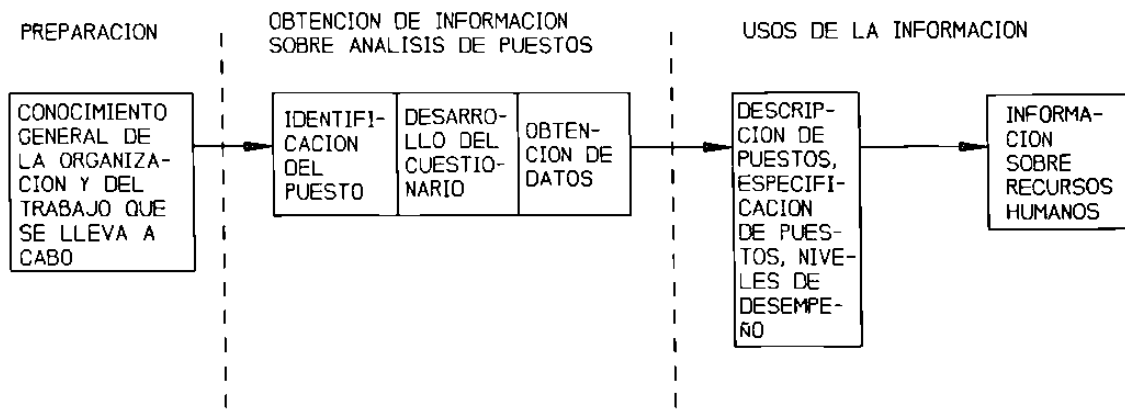 PREPARACION
OBTENCION DE INFORMACION
SOBRE ANALISIS DE PUESTOS
USOS DE LA INFORMACION
CONOCIMIENTO
GENERAL DE
LA ORGANIZA-
CION Y DEL
TRABAJO QUE
SE LLEVA A
CABO
IDENTIFI-
CACION
DEL
PUESTO
DESARRO-
LLO DEL
CUESTIO-
NARIO
OBTEN-
CION DE
DATOS
DESCRIP-
CION DE
PUESTOS,
ESPECIFI-
CACION
DE PUES-
TOS, NIVE-
LES DE
DESEMPE-
ÑO
INFORMA-
CION
SOBRE
RECURSOS
HUMANOS